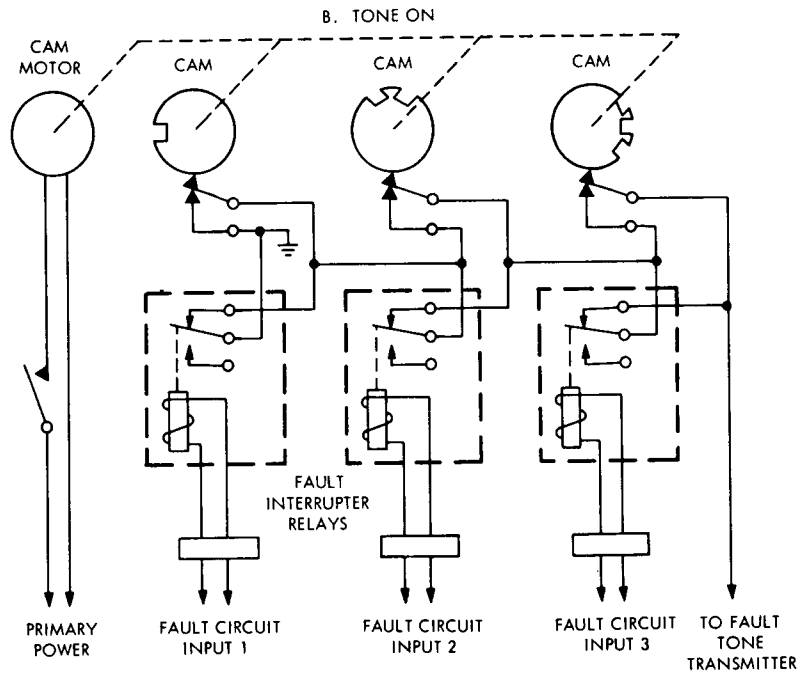 B. TONE ON
CAM
MOTOR
CAM
CAM
CAM
FAULT
INTERRUPTER
RELAYS
PRIMARY
POWER
FAULT CIRCUIT
INPUT 1
FAULT CIRCUIT
INPUT 2
FAULT CIRCUIT
INPUT 3
TO FAULT
TONE
TRANSMITTER